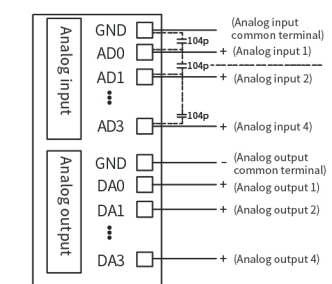 Analog input
GND
(Analog input
common terminal)
104p
AD0
+ (Analog input 1)
104p
AD1
+ (Analog input 2)
104p
AD3
+ (Analog input 4)
Analog output
GND
− (Analog output
common terminal)
DA0
+ (Analog output 1)
DA1
+ (Analog output 2)
DA3
+ (Analog output 4)